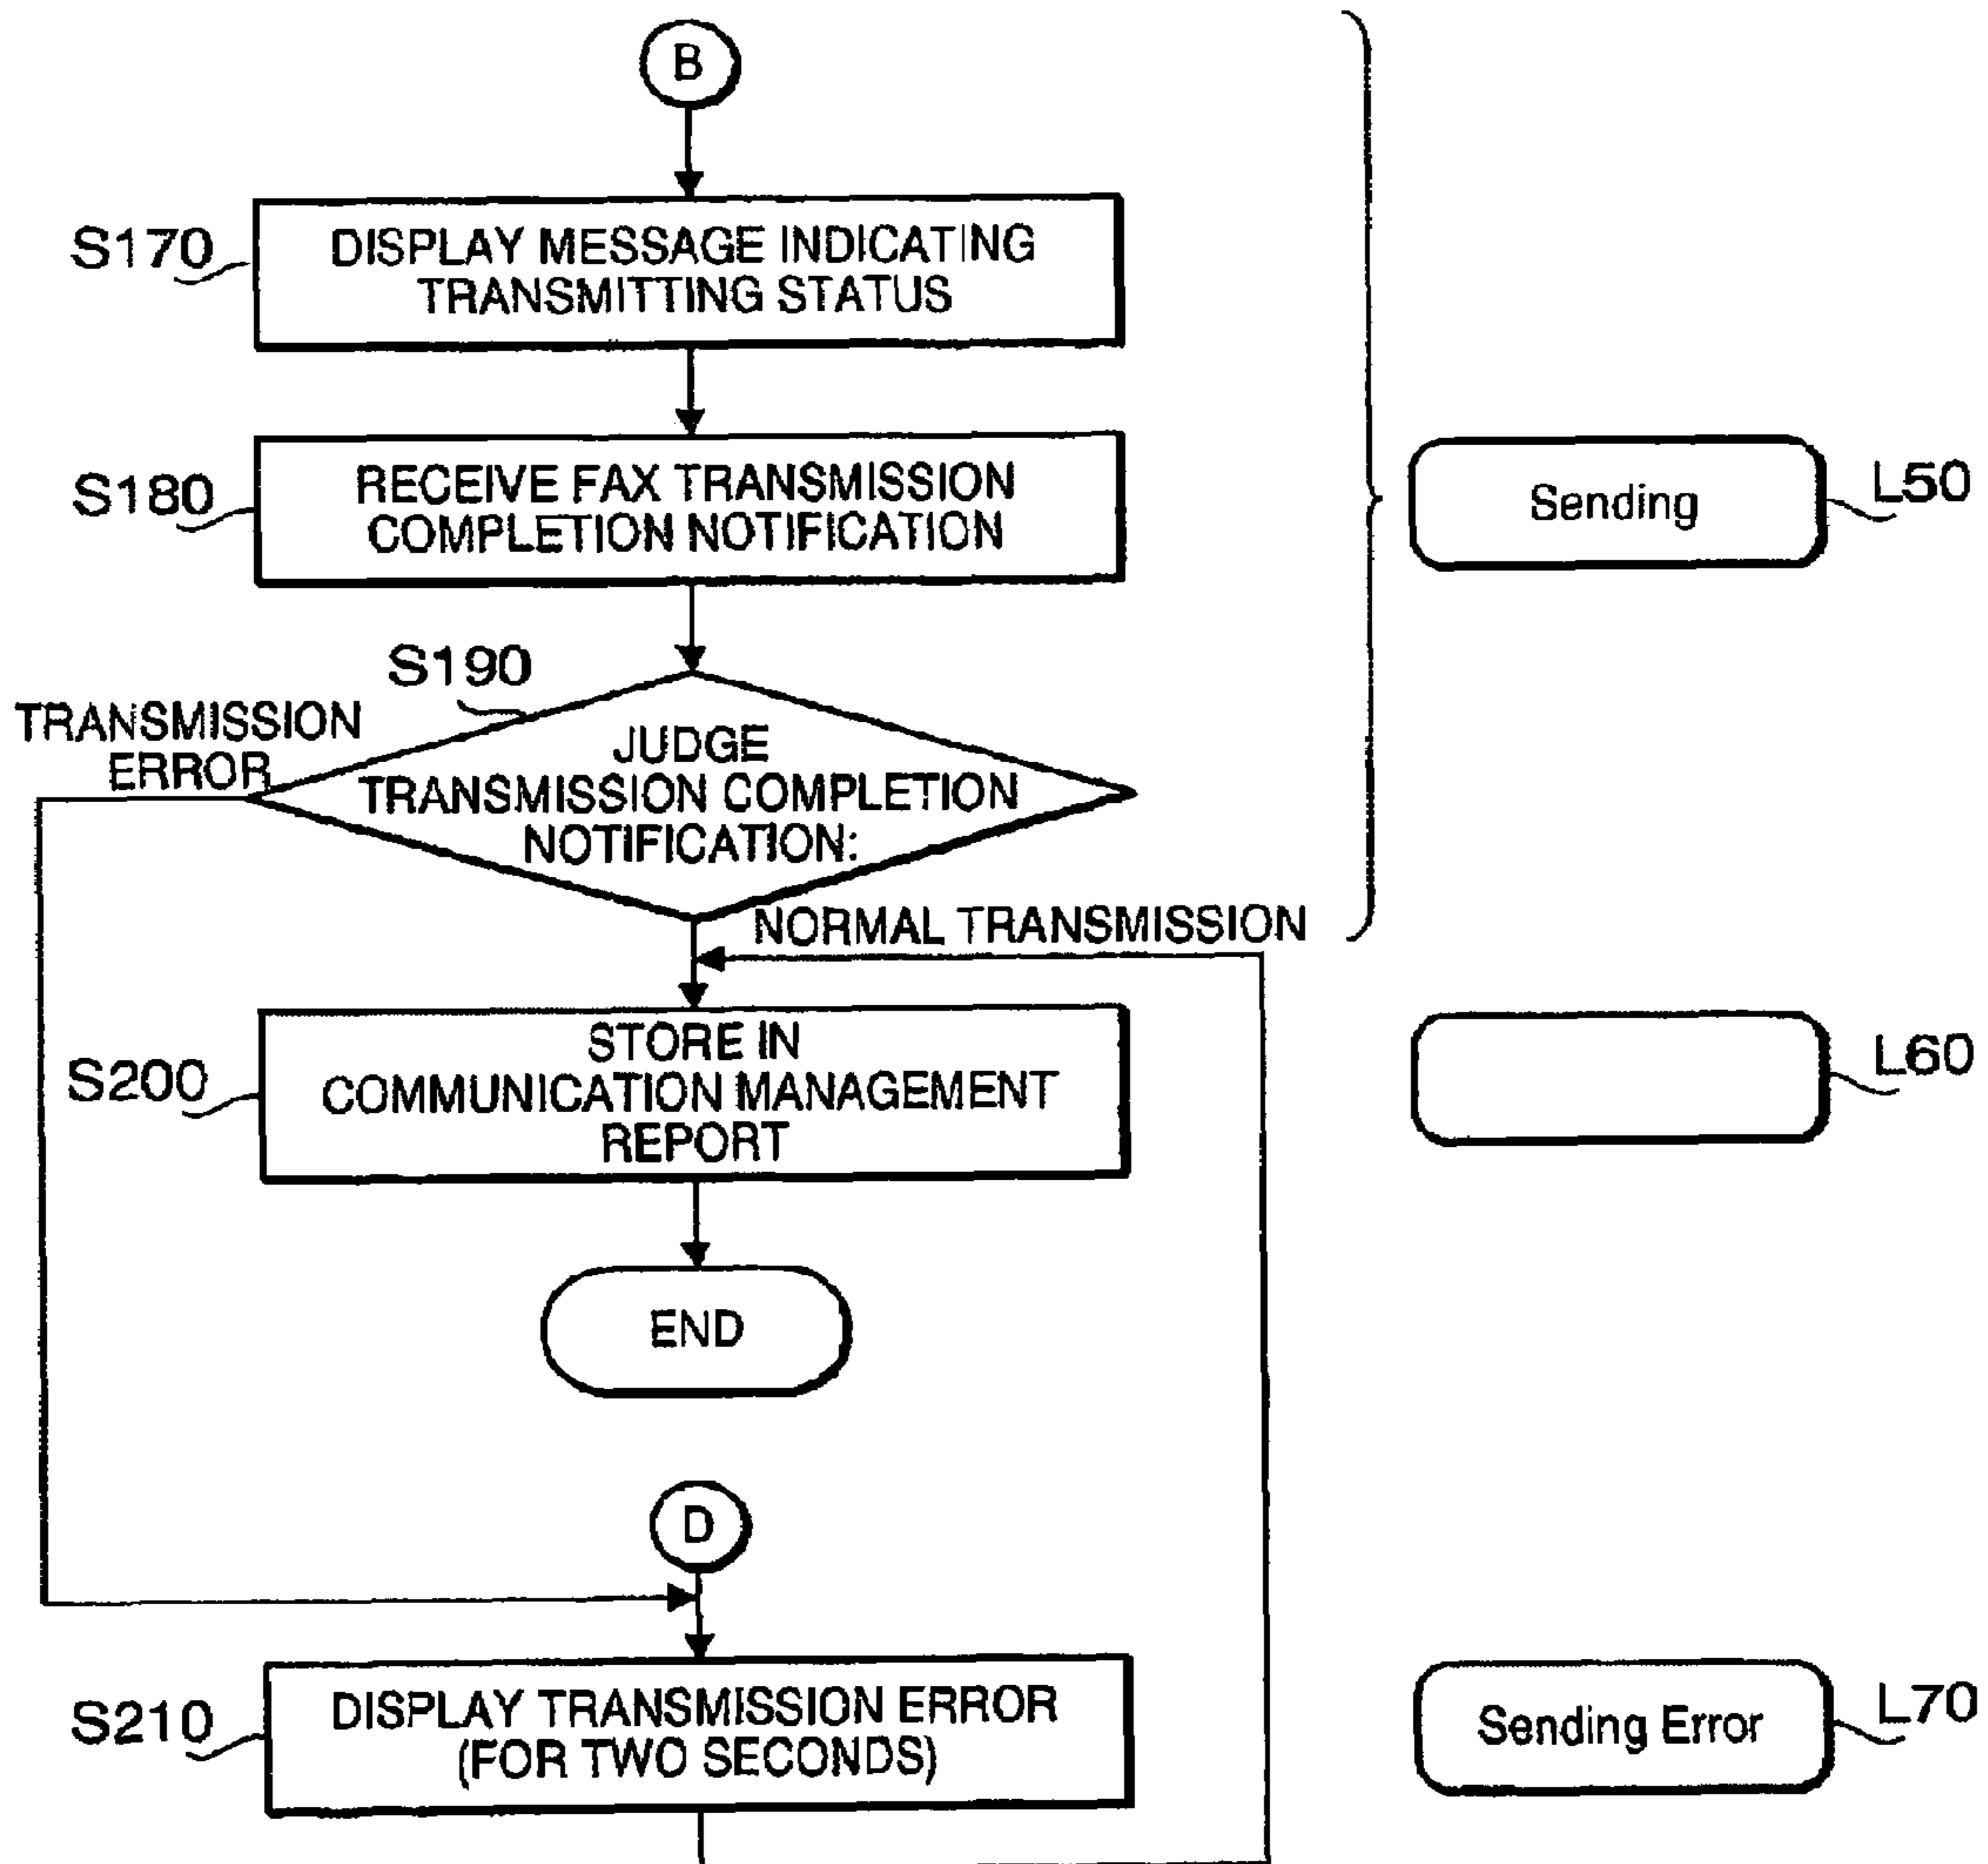 B
S170
DISPLAY MESSAGE INDICATING
TRANSMITTING STATUS
S180
RECEIVE FAX TRANSMISSION
COMPLETION NOTIFICATION
Sending
L50
S190
TRANSMISSION
ERROR
JUDGE
TRANSMISSION COMPLETION
NOTIFICATION:
NORMAL TRANSMISSION
S200
STORE IN
COMMUNICATION MANAGEMENT
REPORT
L60
END
D
S210
DISPLAY TRANSMISSION ERROR
(FOR TWO SECONDS)
Sending Error
L70